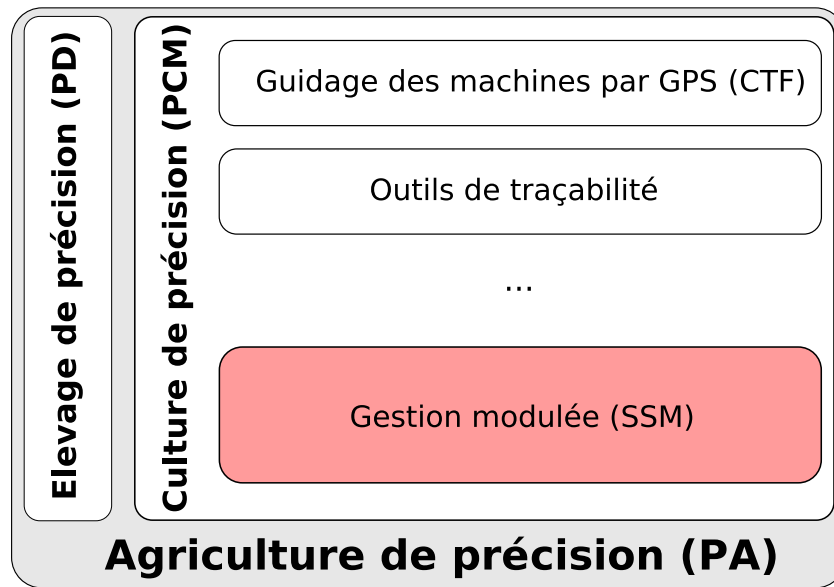 Elevage de précision (PD)
Culture de précision (PCM)
Guidage des machines par GPS (CTF)
Outils de traçabilité
...
Gestion modulée (SSM)
Agriculture de précision (PA)